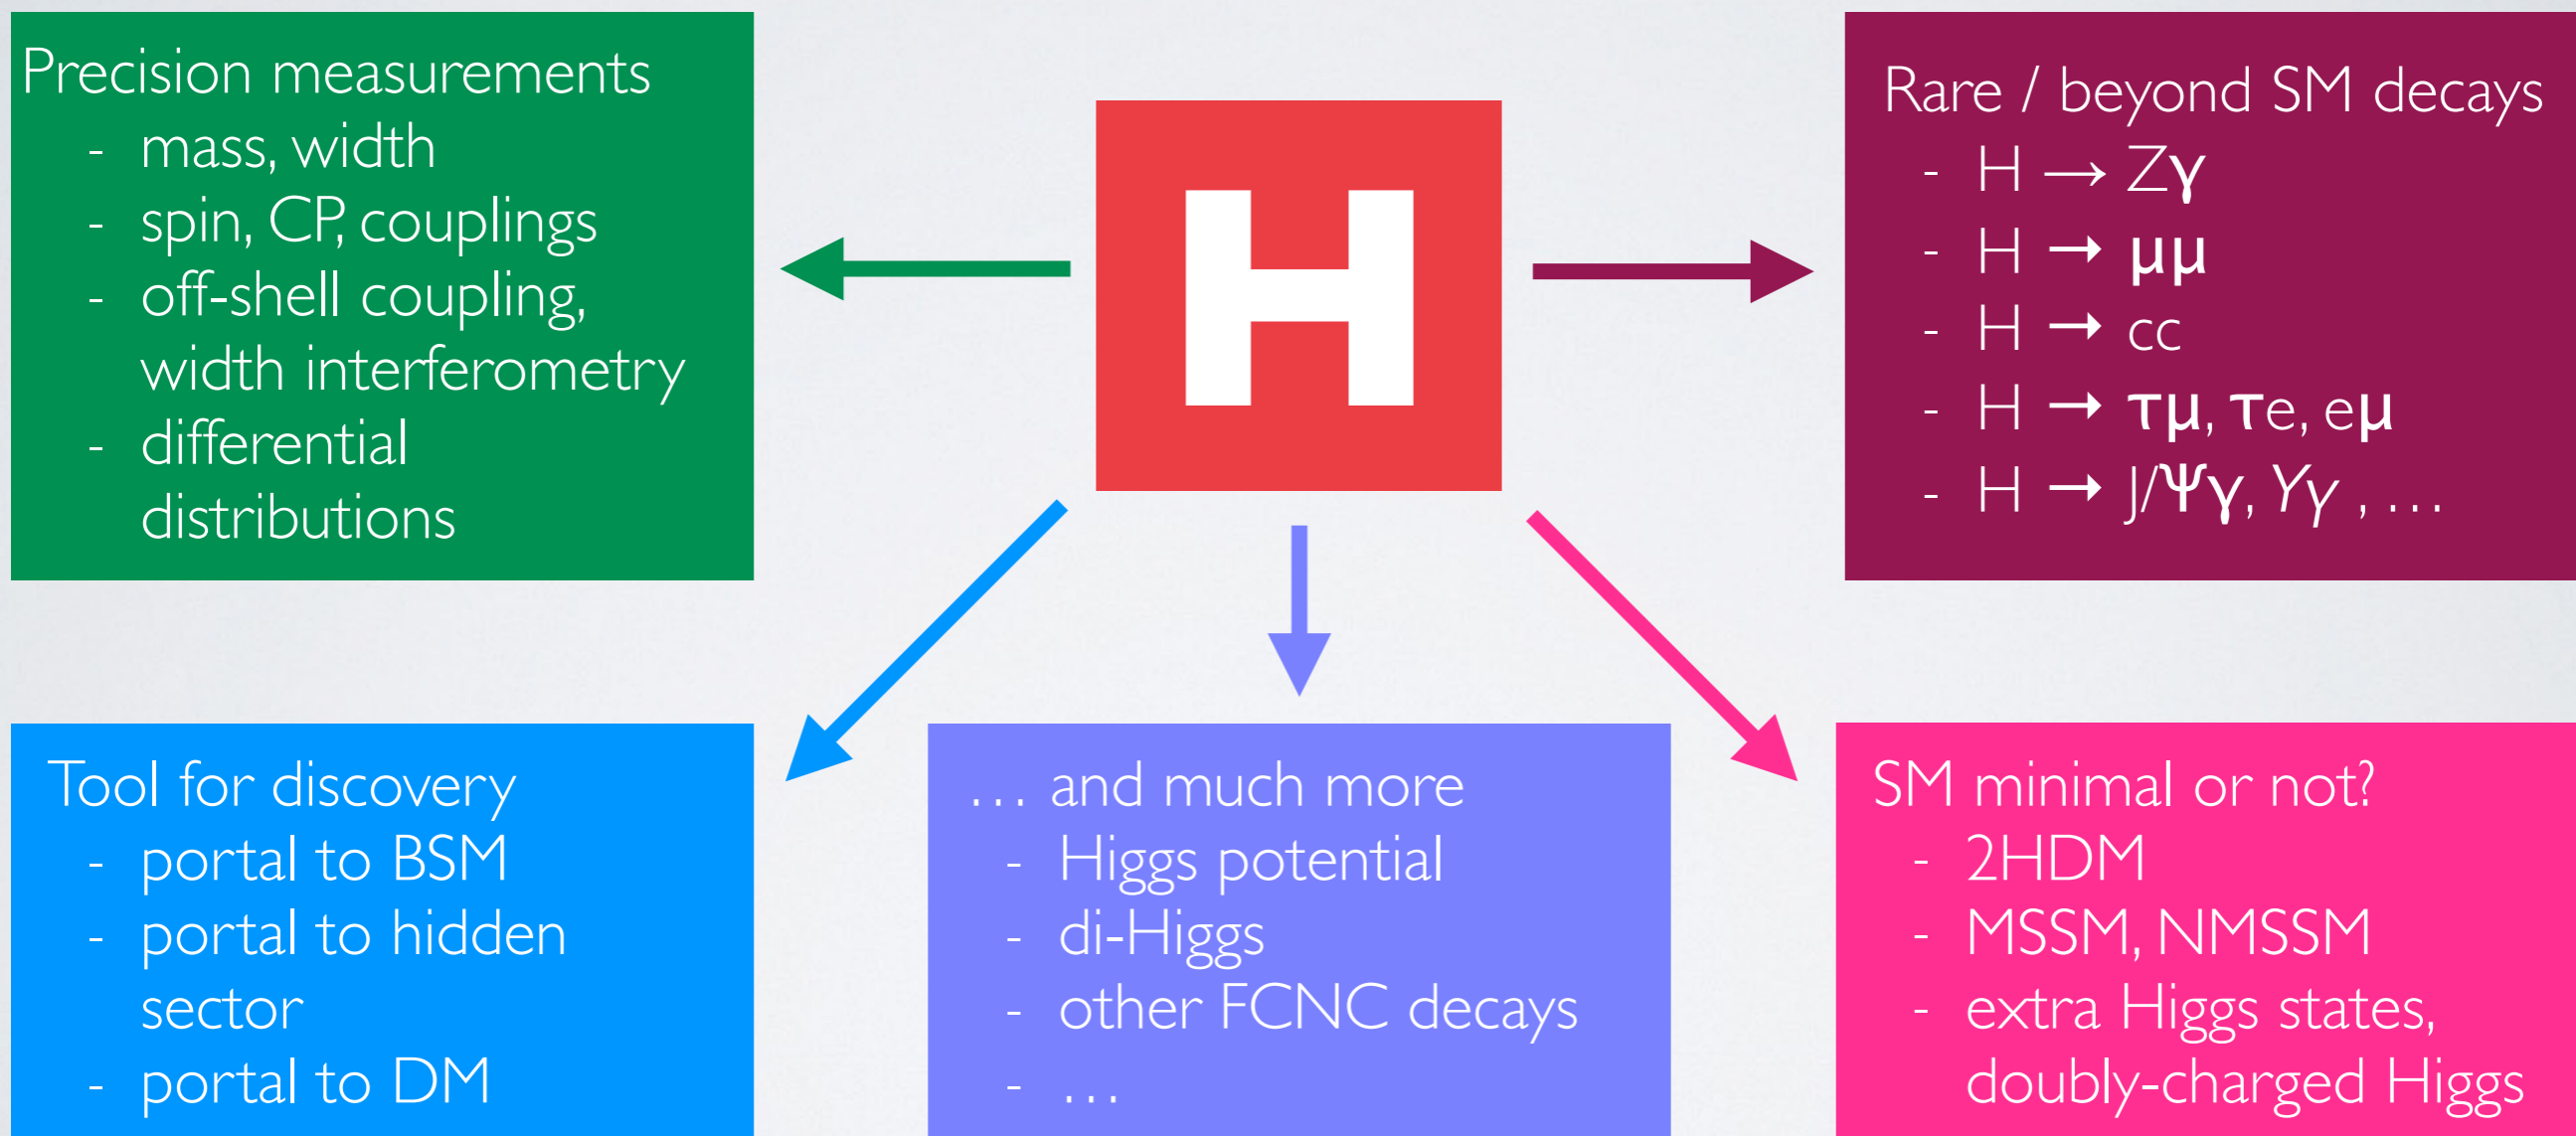 Precision measurements
- mass, width
- spin, CP, couplings
- off-shell coupling,
width interferometry
- differential
distributions
H
Rare / beyond SM decays
- H → Zγ
- H → μμ
- H → cc
- H → τμ, τe, eμ
- H → J/Ψγ, Yγ , …
Tool for discovery
- portal to BSM
- portal to hidden
sector
- portal to DM
… and much more
- Higgs potential
- di-Higgs
- other FCNC decays
- …
SM minimal or not?
- 2HDM
- MSSM, NMSSM
- extra Higgs states,
doubly-charged Higgs